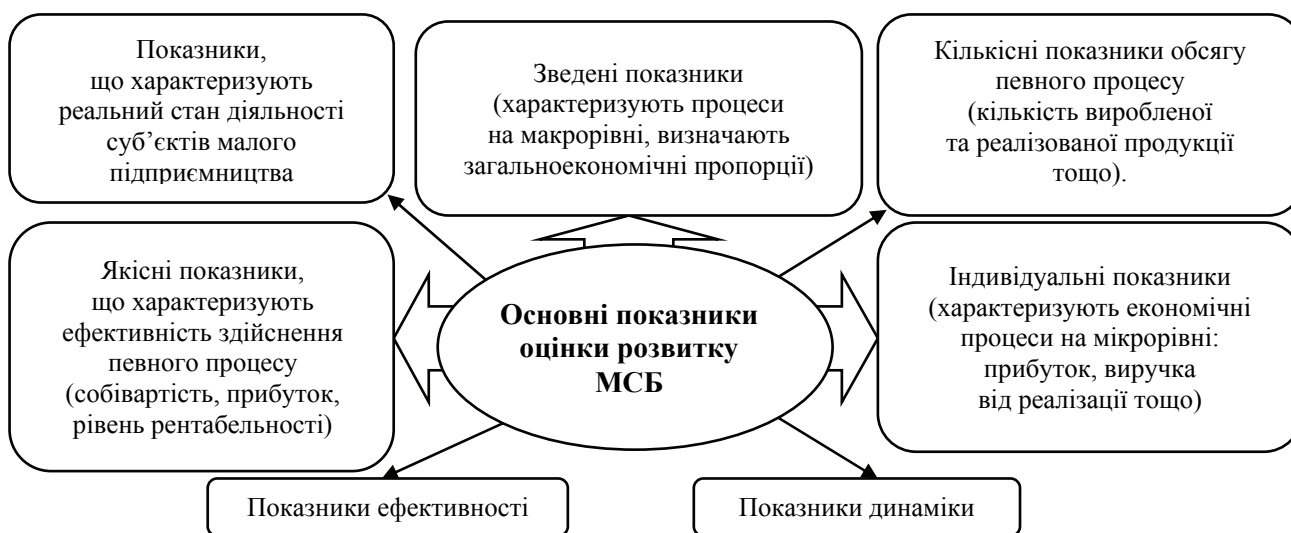 Показники,
що характеризують
реальний стан діяльності
суб’єктів малого
підприємництва
Зведені показники
(характеризують процеси
на макрорівні, визначають
загальноекономічні пропорції)
Кількісні показники обсягу
певного процесу
(кількість виробленої
та реалізованої продукції
тощо).
Якісні показники,
що характеризують
ефективність здійснення
певного процесу
(собівартість, прибуток,
рівень рентабельності)
Основні показники
оцінки розвитку
МСБ
Індивідуальні показники
(характеризують економічні
процеси на мікрорівні:
прибуток, виручка
від реалізації тощо)
Показники ефективності
Показники динаміки